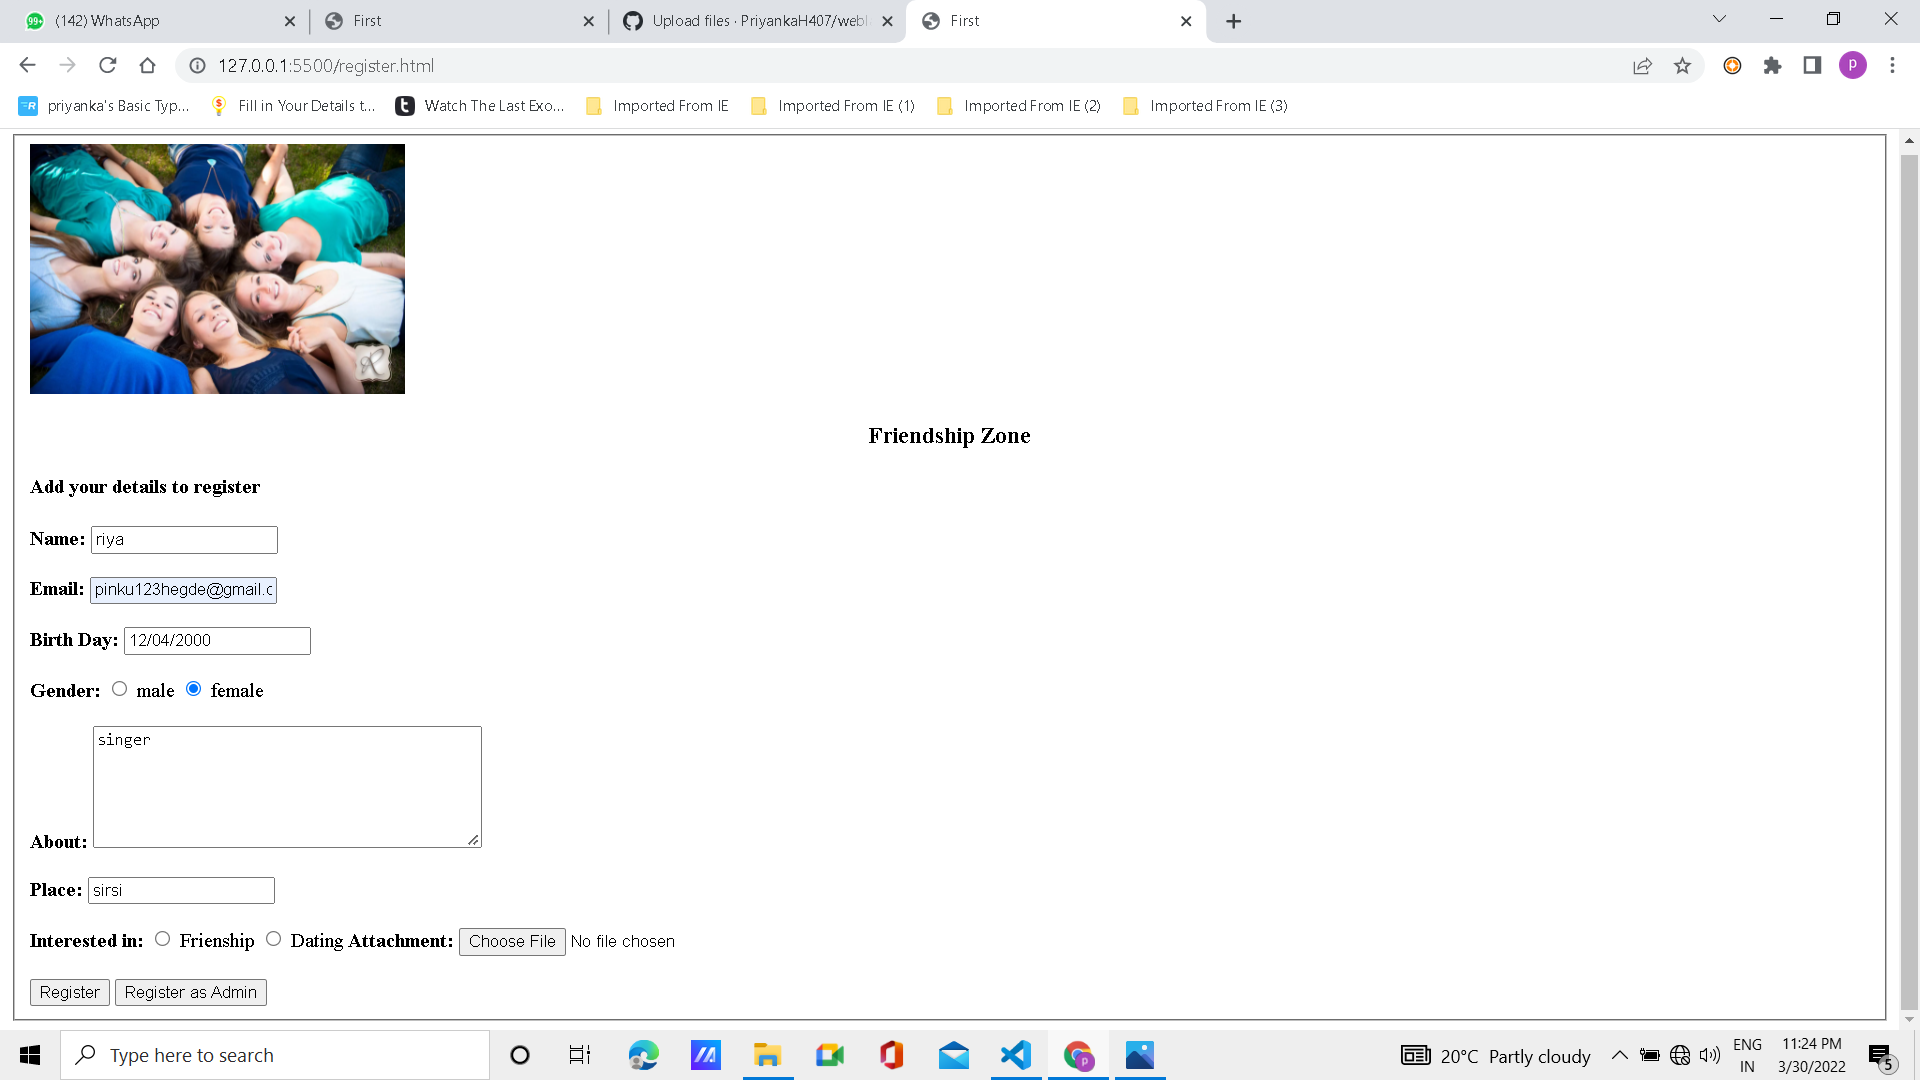 99+ (142) WhatsApp
First
Upload files · PriyankaH407/webl
First
127.0.0.1:5500/register.html
P
priyanka's Basic Typ...
Fill in Your Details t...
Watch The Last Exo...
Imported From IE
Imported From IE (1)
Imported From IE (2)
Imported From IE (3)
Friendship Zone
Add your details to register
Name: riya
Email: pinku123hegde@gmail.c
Birth Day: 12/04/2000
Gender: male female
singer
About:
Place: sirsi
Interested in: Frienship Dating Attachment: Choose File No file chosen
Register Register as Admin
Type here to search
20°C Partly cloudy
ENG
IN
11:24 PM
3/30/2022
5